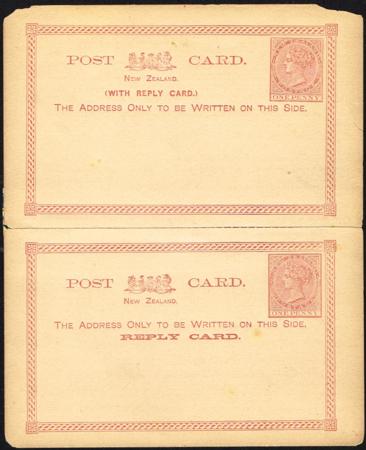 POST CARD.
NEW ZEALAND.
(WITH REPLY CARD.)
THE ADDRESS ONLY TO BE WRITTEN ON THIS SIDE.
ONE PENNY
POST CARD.
NEW ZEALAND.
THE ADDRESS ONLY TO BE WRITTEN ON THIS SIDE.
REPLY CARD.
ONE PENNY